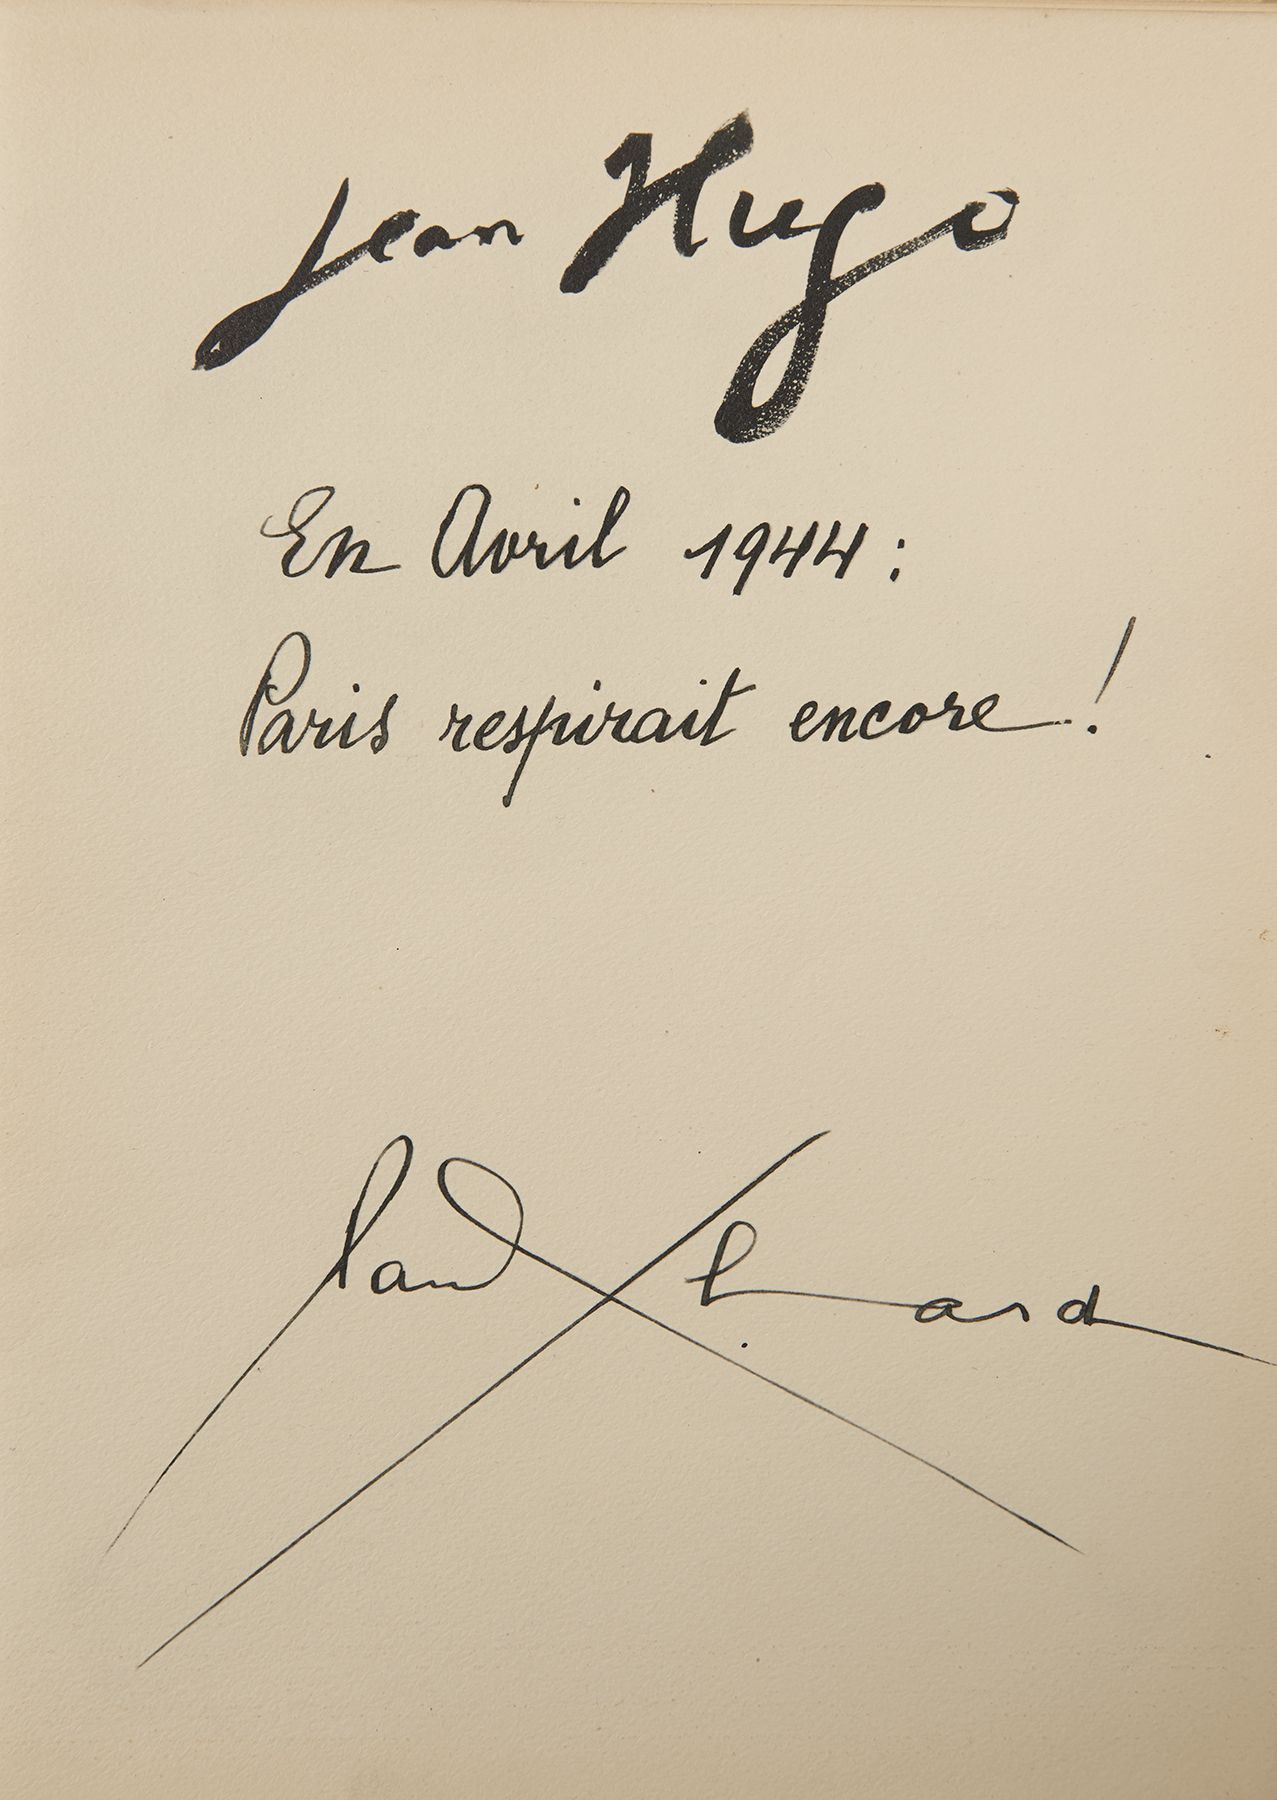 Jean Hugo
En Avril 1944 :
Paris respirait encore !
Paul Eluard